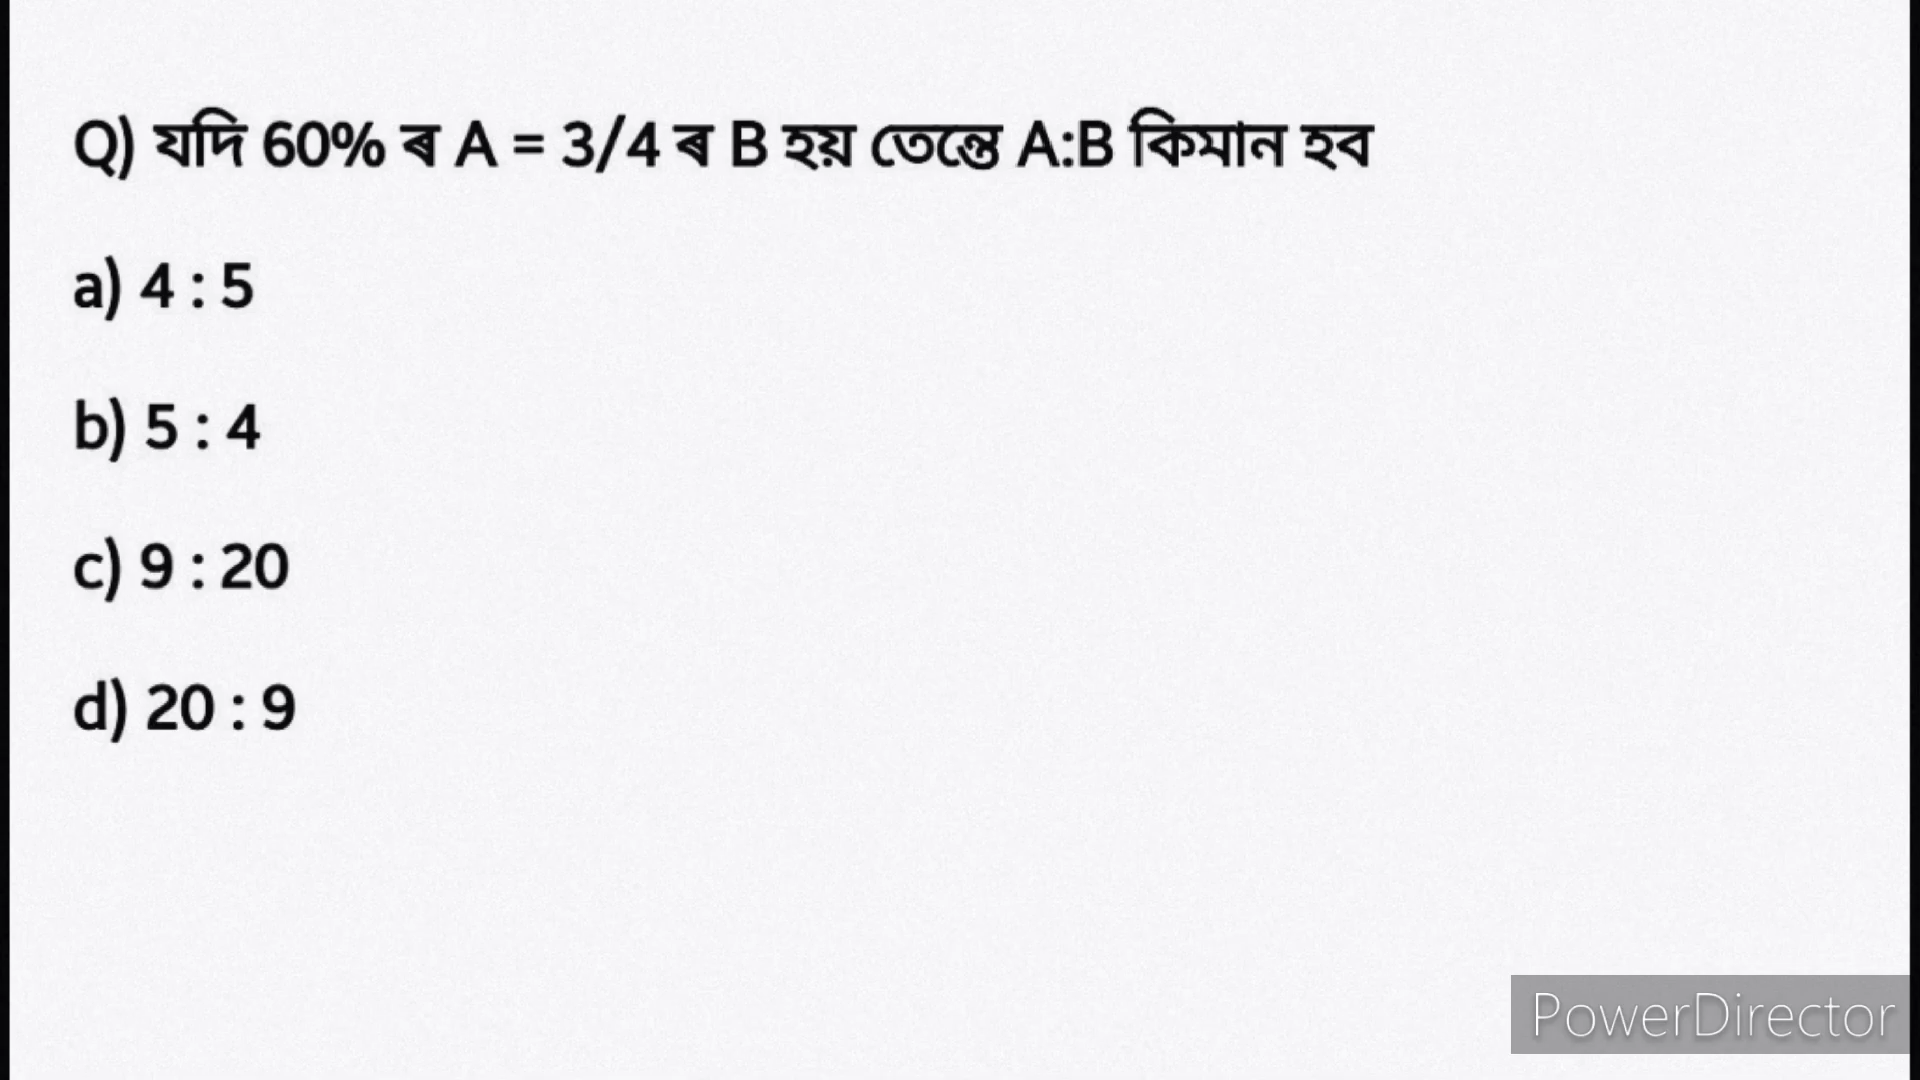 Q) যদি 60% ৰ A = 3/4 ৰ B হয় তেন্তে A:B কিমান হব
a) 4 : 5
b) 5 : 4
c) 9 : 20
d) 20 : 9
PowerDirector